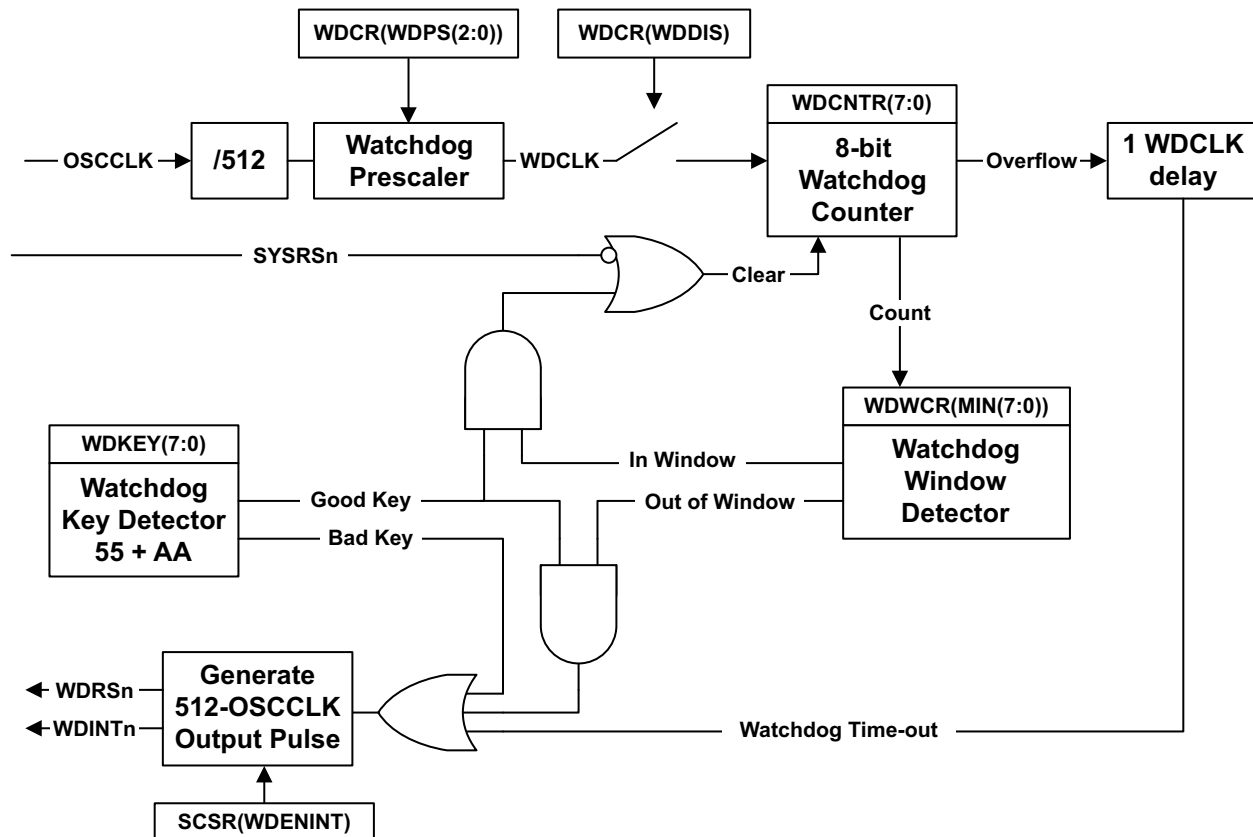 WDCR(WDPS(2:0))
WDCR(WDDIS)
WDCNTR(7:0)
OSCCLK
/512
Watchdog
Prescaler
WDCLK
8-bit
Watchdog
Counter
Overflow
1 WDCLK
delay
SYSRSn
Clear
Count
WDKEY(7:0)
Watchdog
Key Detector
55 + AA
Good Key
Bad Key
In Window
Out of Window
WDWCR(MIN(7:0))
Watchdog
Window
Detector
WDRSn
WDINTn
Generate
512-OSCCLK
Output Pulse
Watchdog Time-out
SCSR(WDENINT)